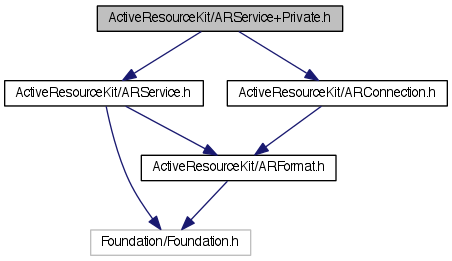 ActiveResourceKit/ARService+Private.h
ActiveResourceKit/ARService.h
ActiveResourceKit/ARConnection.h
ActiveResourceKit/ARFormat.h
Foundation/Foundation.h